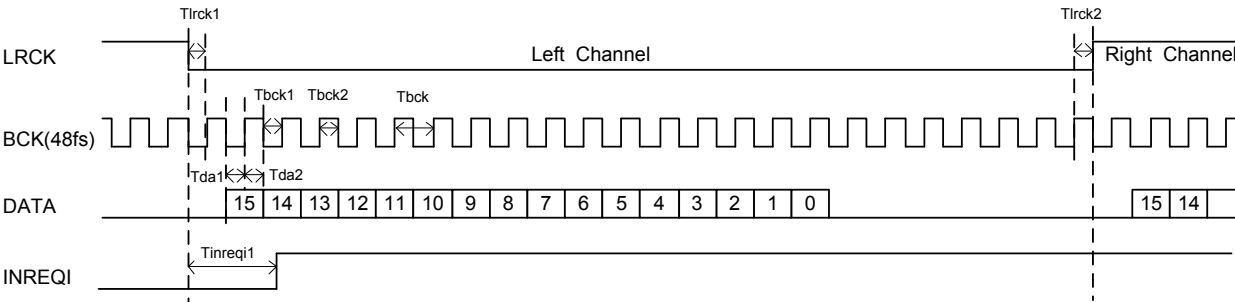 Tlrck1 Tlrck2
LRCK Left Channel Right Channel
Tbck1 Tbck2 Tbck
BCK(48fs)
Tda1 Tda2
DATA 15 14 13 12 11 10 9 8 7 6 5 4 3 2 1 0 15 14
Tinreqi1
INREQI